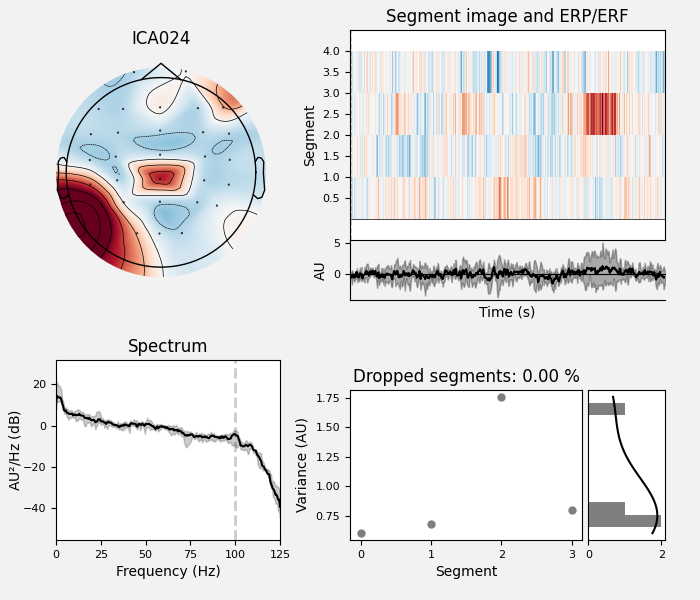 ICA024
Segment image and ERP/ERF
Segment
4.0
3.5
3.0
2.5
2.0
1.5
1.0
0.5
AU
5
0
Time (s)
Spectrum
AU²/Hz (dB)
20
0
−20
−40
0 25 50 75 100 125
Frequency (Hz)
Dropped segments: 0.00 %
Variance (AU)
1.75
1.50
1.25
1.00
0.75
0 1 2 3
Segment
0 2